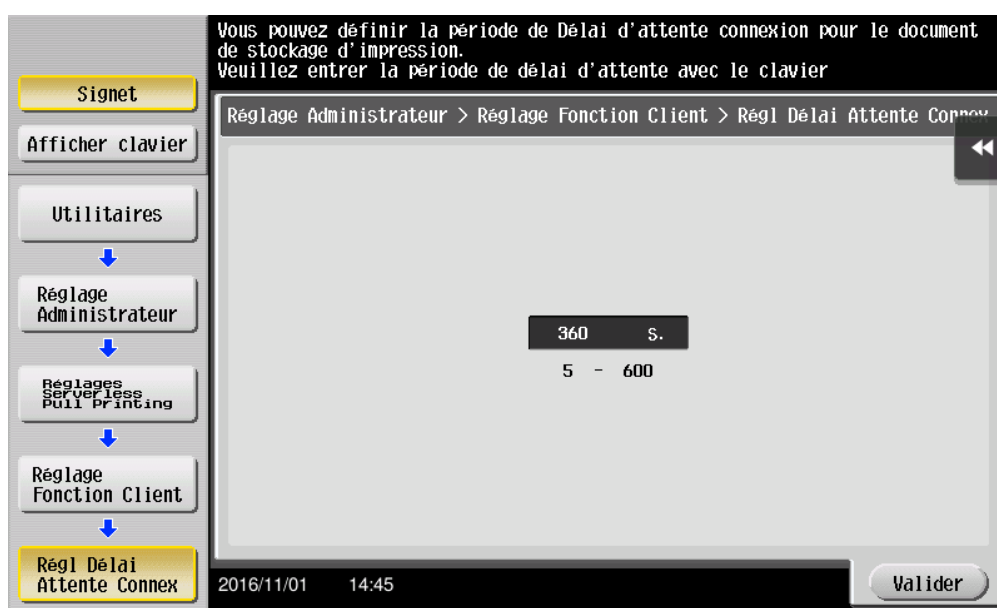 Vous pouvez définir la période de Délai d'attente connexion pour le document
de stockage d'impression.
Veuillez entrer la période de délai d'attente avec le clavier
Signet
Afficher clavier
Utilitaires
Réglage
Administrateur
Réglages
Serverless
Pull Printing
Réglage
Fonction Client
Régl Délai
Attente Connex
Réglage Administrateur > Réglage Fonction Client > Régl Délai Attente Connex
360 S.
5 - 600
2016/11/01 14:45
Valider